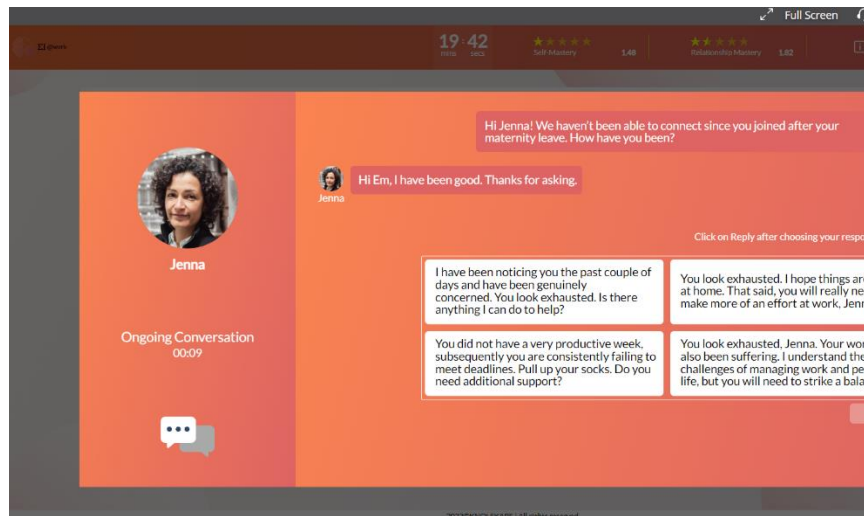 Full Screen
19 : 42
MINS SECS
Self-Mastery 1.48
Relationship Mastery 1.82
Hi Jenna! We haven't been able to connect since you joined after your
maternity leave. How have you been?
Hi Em, I have been good. Thanks for asking.
Jenna
Click on Reply after choosing your respo
Jenna
Ongoing Conversation
00:09
I have been noticing you the past couple of
days and have been genuinely
concerned. You look exhausted. Is there
anything I can do to help?
You look exhausted. I hope things are
at home. That said, you will really ne
make more of an effort at work, Jenn
You did not have a very productive week,
subsequently you are consistently failing to
meet deadlines. Pull up your socks. Do you
need additional support?
You look exhausted, Jenna. Your wor
also been suffering. I understand the
challenges of managing work and pe
life, but you will need to strike a bala
All rights reserved